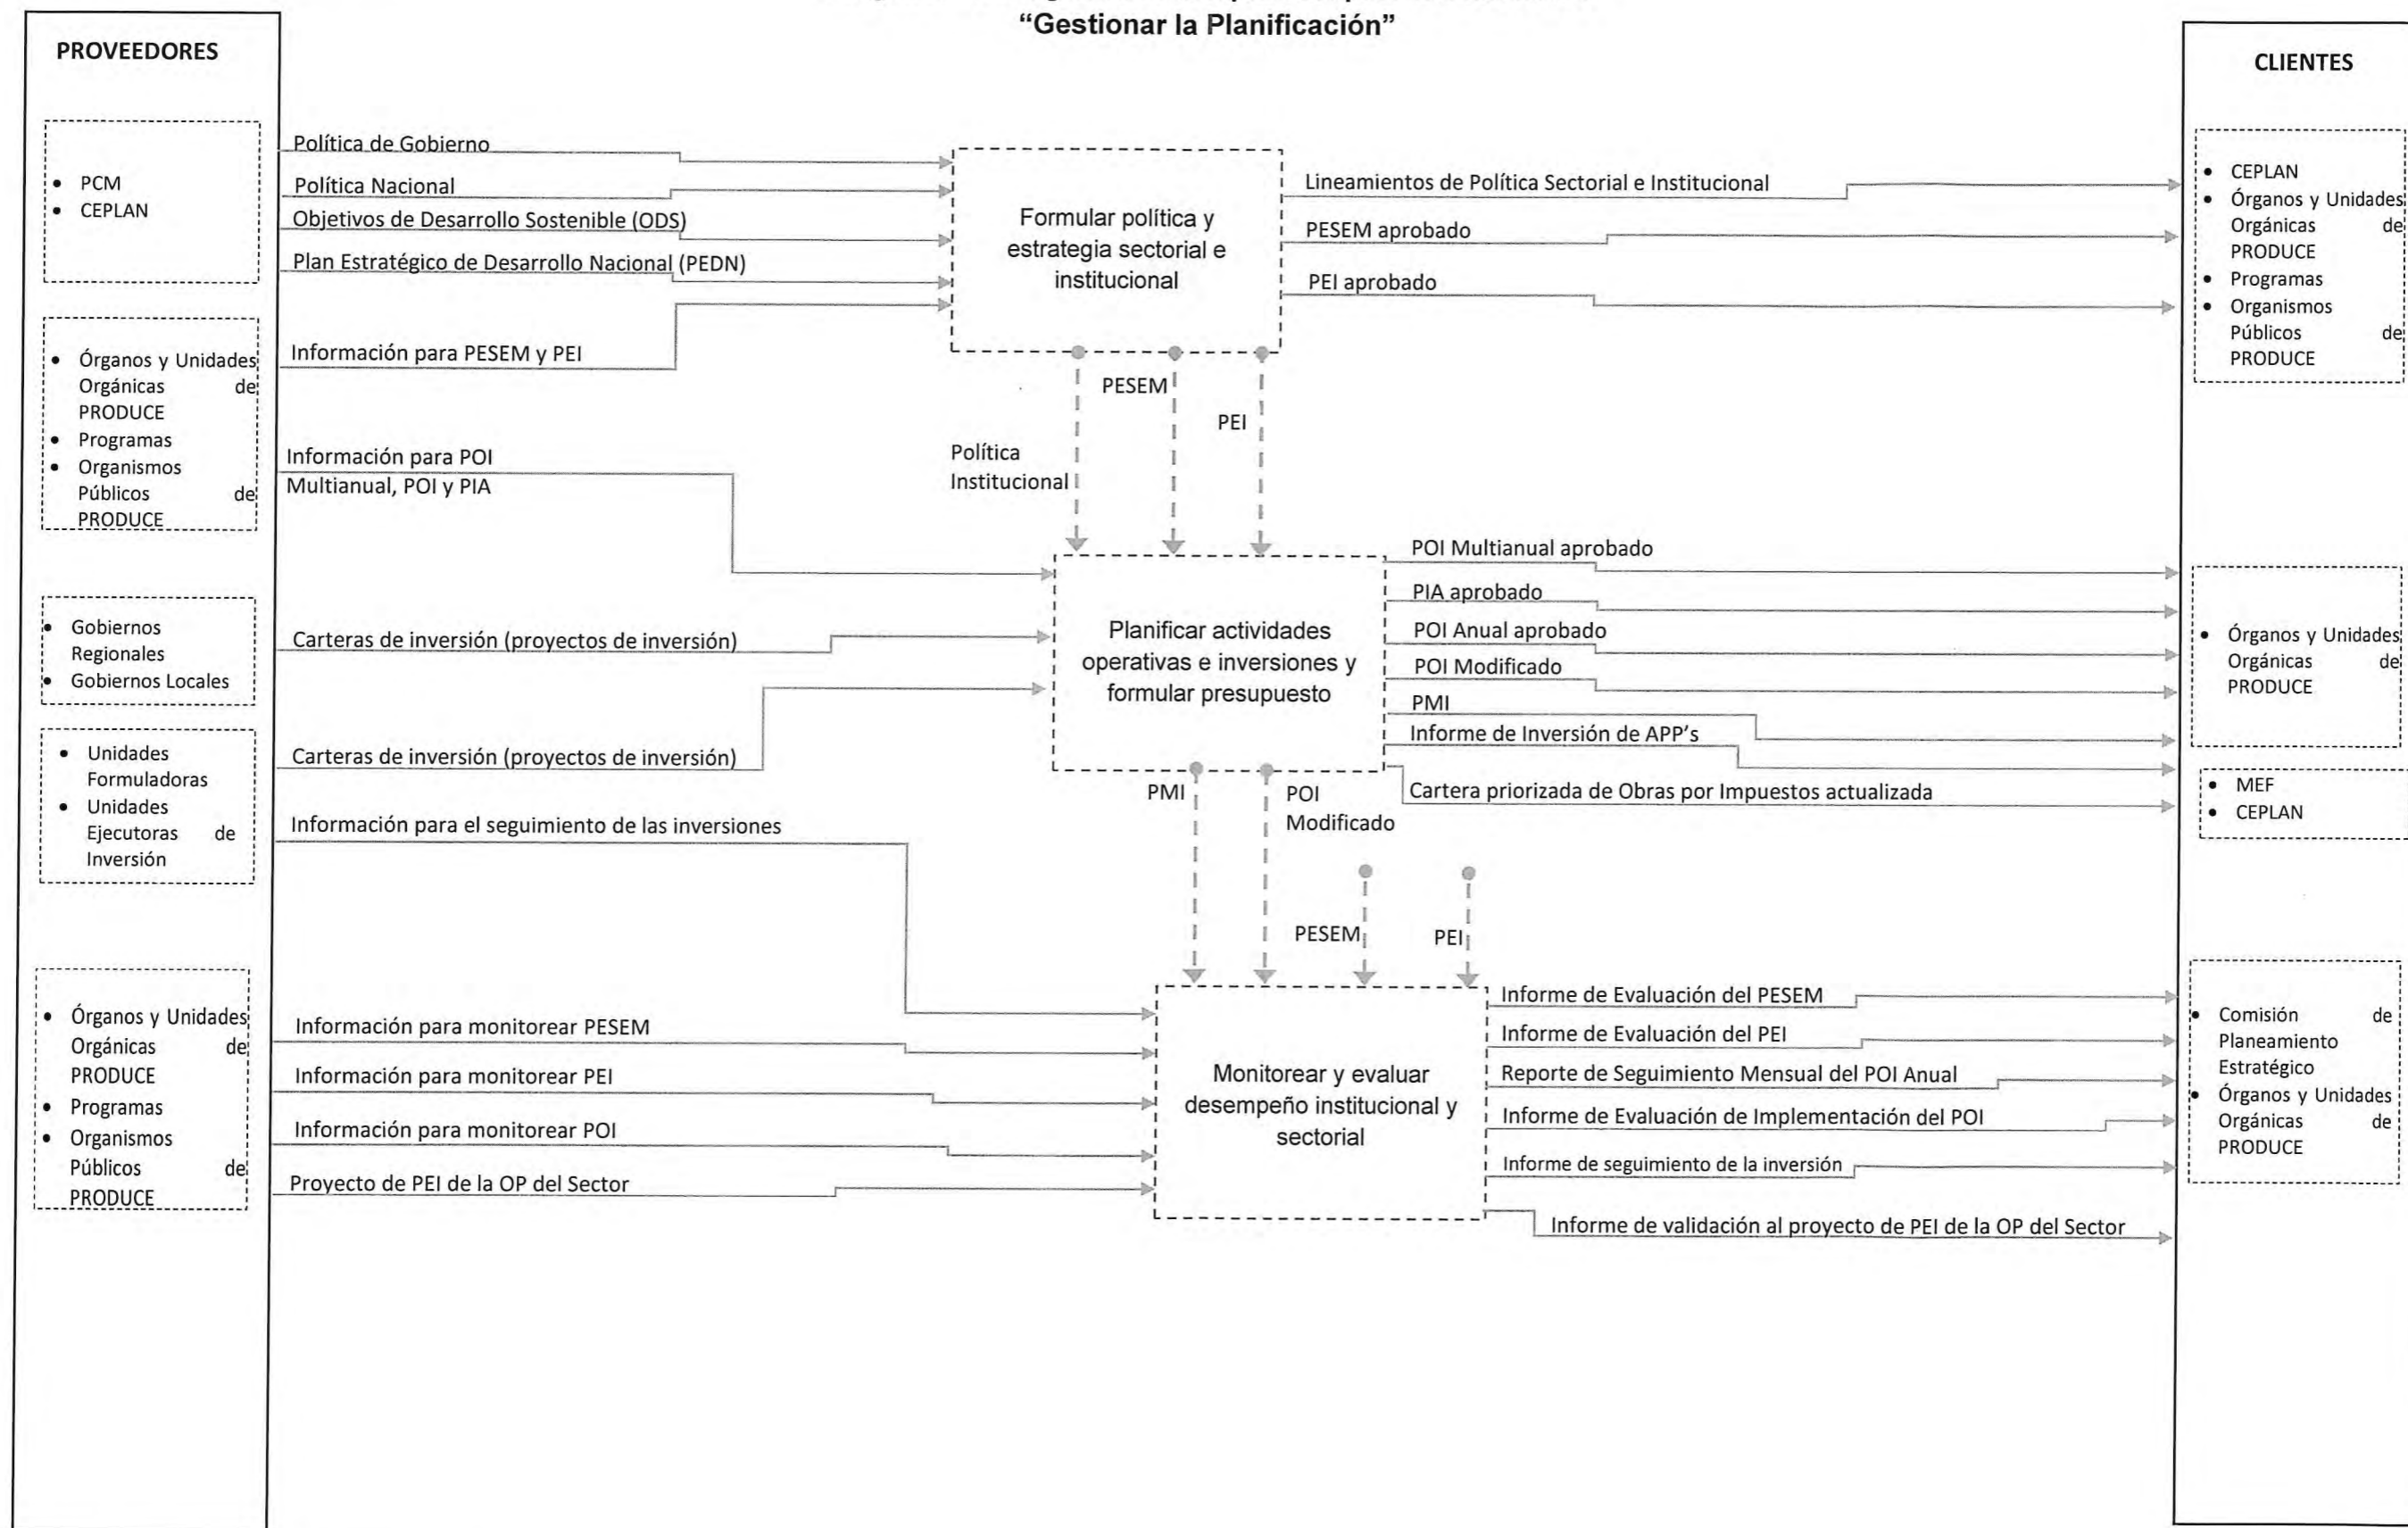 “Gestionar la Planificación”
PROVEEDORES
• PCM
• CEPLAN
• Órganos y Unidades
Orgánicas de
PRODUCE
• Programas
• Organismos
Públicos de
PRODUCE
• Gobiernos
Regionales
• Gobiernos Locales
• Unidades
Formuladoras
• Unidades
Ejecutoras de
Inversión
• Órganos y Unidades
Orgánicas de
PRODUCE
• Programas
• Organismos
Públicos de
PRODUCE
Política de Gobierno
Política Nacional
Objetivos de Desarrollo Sostenible (ODS)
Plan Estratégico de Desarrollo Nacional (PEDN)
Información para PESEM y PEI
Información para POI
Multianual, POI y PIA
Carteras de inversión (proyectos de inversión)
Carteras de inversión (proyectos de inversión)
Información para el seguimiento de las inversiones
Información para monitorear PESEM
Información para monitorear PEI
Información para monitorear POI
Proyecto de PEI de la OP del Sector
Formular política y
estrategia sectorial e
institucional
PESEM
PEI
Política
Institucional
Planificar actividades
operativas e inversiones y
formular presupuesto
PMI
POI
Modificado
PESEM
PEI
Monitorear y evaluar
desempeño institucional y
sectorial
Lineamientos de Política Sectorial e Institucional
PESEM aprobado
PEI aprobado
POI Multianual aprobado
PIA aprobado
POI Anual aprobado
POI Modificado
PMI
Informe de Inversión de APP’s
Cartera priorizada de Obras por Impuestos actualizada
Informe de Evaluación del PESEM
Informe de Evaluación del PEI
Reporte de Seguimiento Mensual del POI Anual
Informe de Evaluación de Implementación del POI
Informe de seguimiento de la inversión
Informe de validación al proyecto de PEI de la OP del Sector
CLIENTES
• CEPLAN
• Órganos y Unidades
Orgánicas de
PRODUCE
• Programas
• Organismos
Públicos de
PRODUCE
• Órganos y Unidades
Orgánicas de
PRODUCE
• MEF
• CEPLAN
• Comisión de
Planeamiento
Estratégico
• Órganos y Unidades
Orgánicas de
PRODUCE